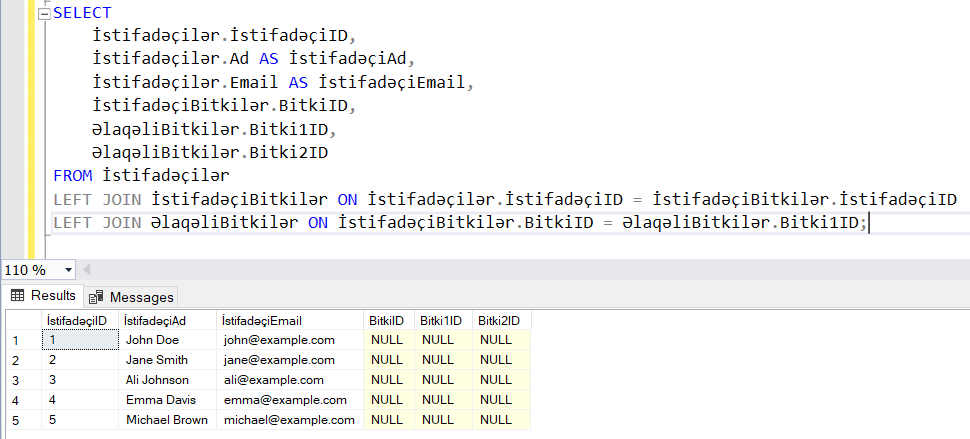 SELECT
İstifadəçilər.İstifadəçiID,
İstifadəçilər.Ad AS İstifadəçiAd,
İstifadəçilər.Email AS İstifadəçiEmail,
İstifadəçiBitkilər.BitkiID,
ƏlaqəliBitkilər.Bitki1ID,
ƏlaqəliBitkilər.Bitki2ID
FROM İstifadəçilər
LEFT JOIN İstifadəçiBitkilər ON İstifadəçilər.İstifadəçiID = İstifadəçiBitkilər.İstifadəçiID
LEFT JOIN ƏlaqəliBitkilər ON İstifadəçiBitkilər.BitkiID = ƏlaqəliBitkilər.Bitki1ID;
110 %
Results Messages
İstifadəçiID İstifadəçiAd İstifadəçiEmail BitkiID Bitki1ID Bitki2ID
1 1 John Doe john@example.com NULL NULL NULL
2 2 Jane Smith jane@example.com NULL NULL NULL
3 3 Ali Johnson ali@example.com NULL NULL NULL
4 4 Emma Davis emma@example.com NULL NULL NULL
5 5 Michael Brown michael@example.com NULL NULL NULL